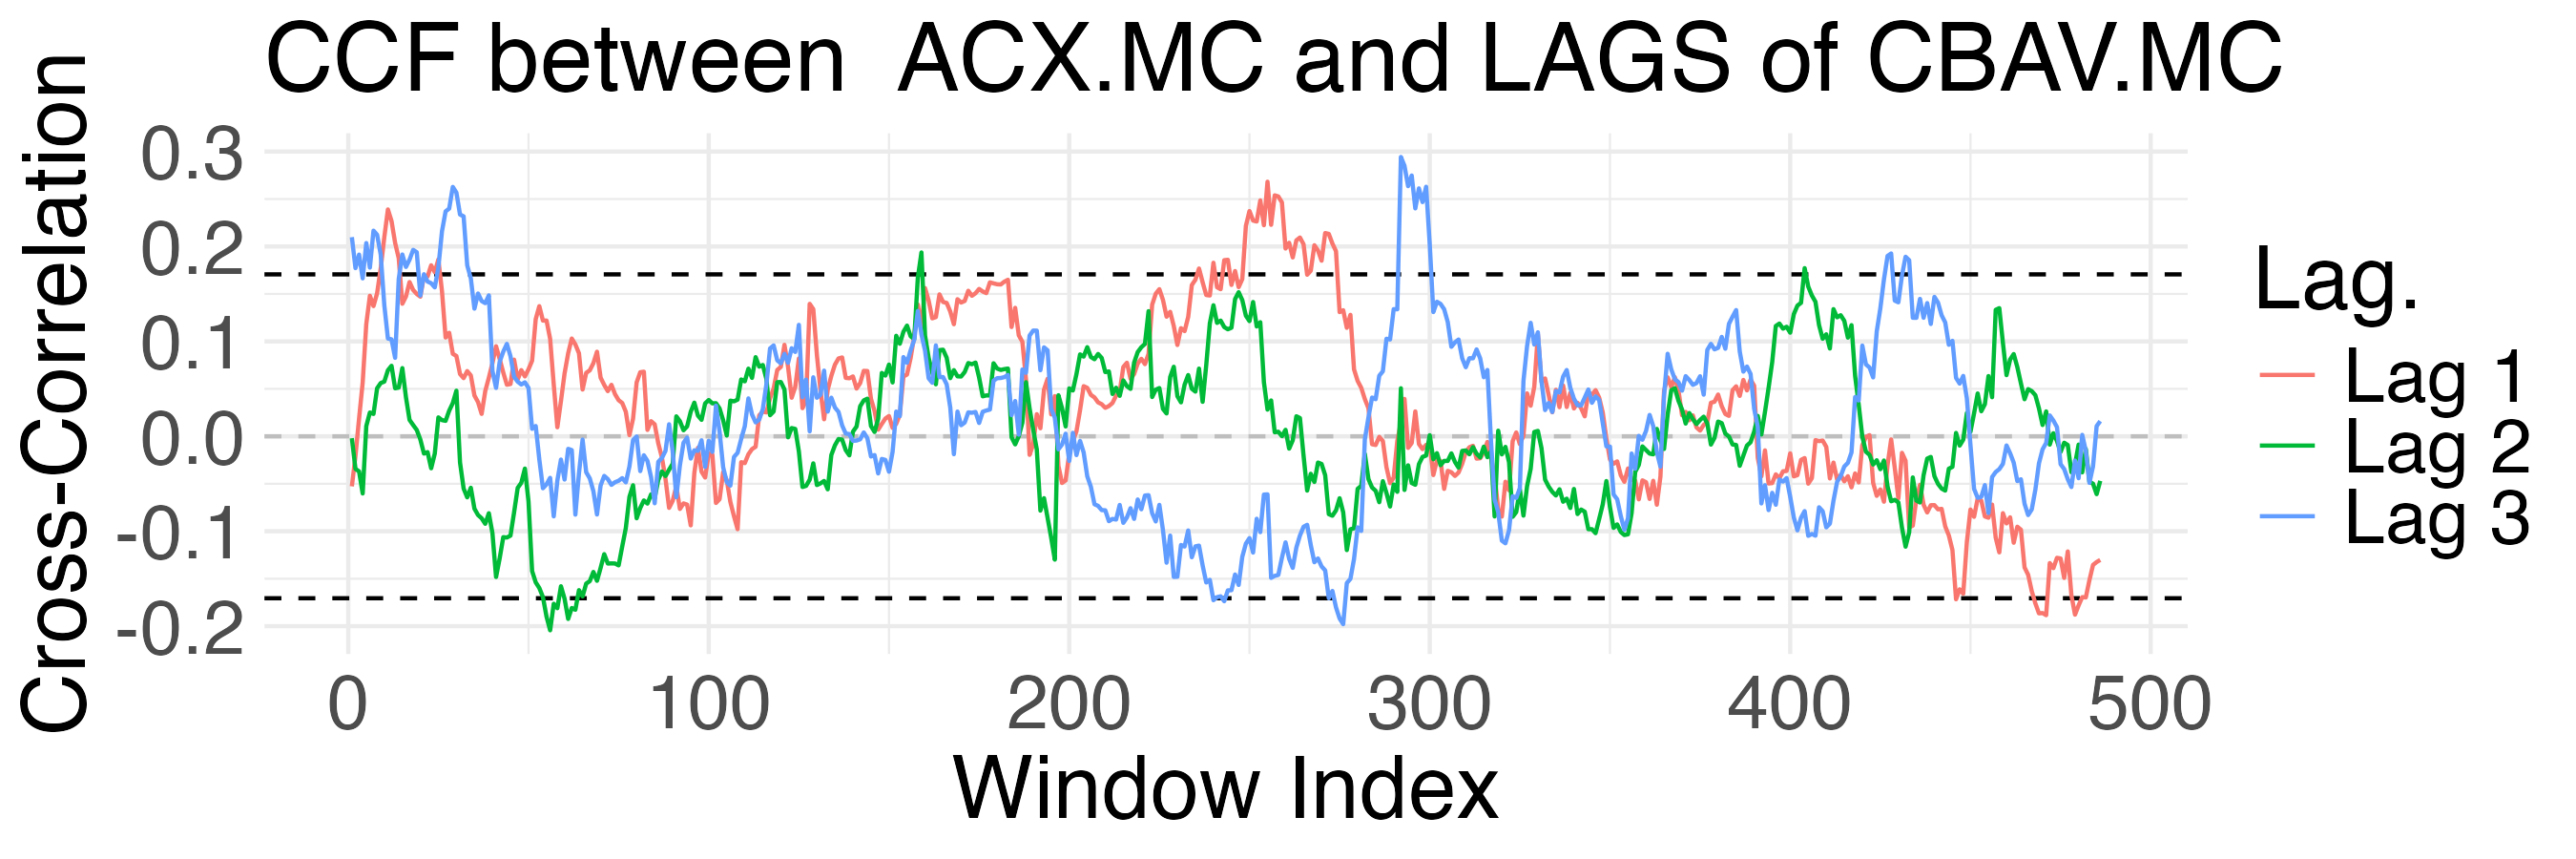 CCF between  ACX.MC and LAGS of CBAV.MC
Cross-Correlation
0.3
0.2
0.1
0.0
-0.1
-0.2
0 100 200 300 400 500
Window Index
Lag.
Lag 1
Lag 2
Lag 3